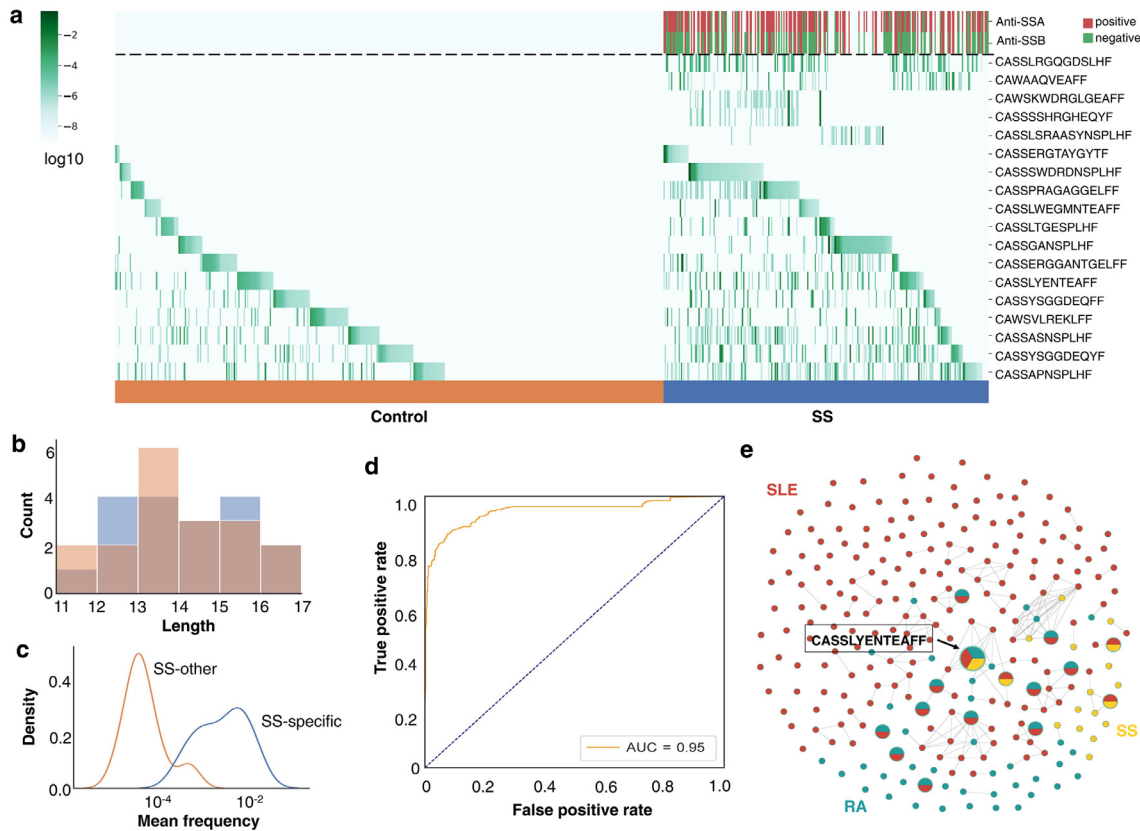 a
−2
−4
−6
−8
log10
Anti-SSA
Anti-SSB
positive
negative
CASSLRGQGDSLHF
CAWAAQVEAFF
CAWSKWDRGLGEAFF
CASSSSHRGHEQYF
CASSLSRAASYNSPLHF
CASSERGTAYGYTF
CASSSWDRDNSPLHF
CASSPRAGAGGELFF
CASSLWEGMNTEAFF
CASSLTGESPLHF
CASSGANSPLHF
CASSERGGANTGELFF
CASSLYENTEAFF
CASSYSGGDEQFF
CAWSVLREKLFF
CASSASNSPLHF
CASSYSGGDEQYF
CASSAPNSPLHF
Control
SS
b
6
4
2
0
Count
11 12 13 14 15 16 17
Length
c
0.4
0.2
0.0
Density
SS-other
SS-specific
10-4
10-2
Mean frequency
d
1.0
0.8
0.6
0.4
0.2
0
True positive rate
AUC = 0.95
0 0.2 0.4 0.6 0.8 1.0
False positive rate
e
SLE
CASSLYENTEAFF
SS
RA